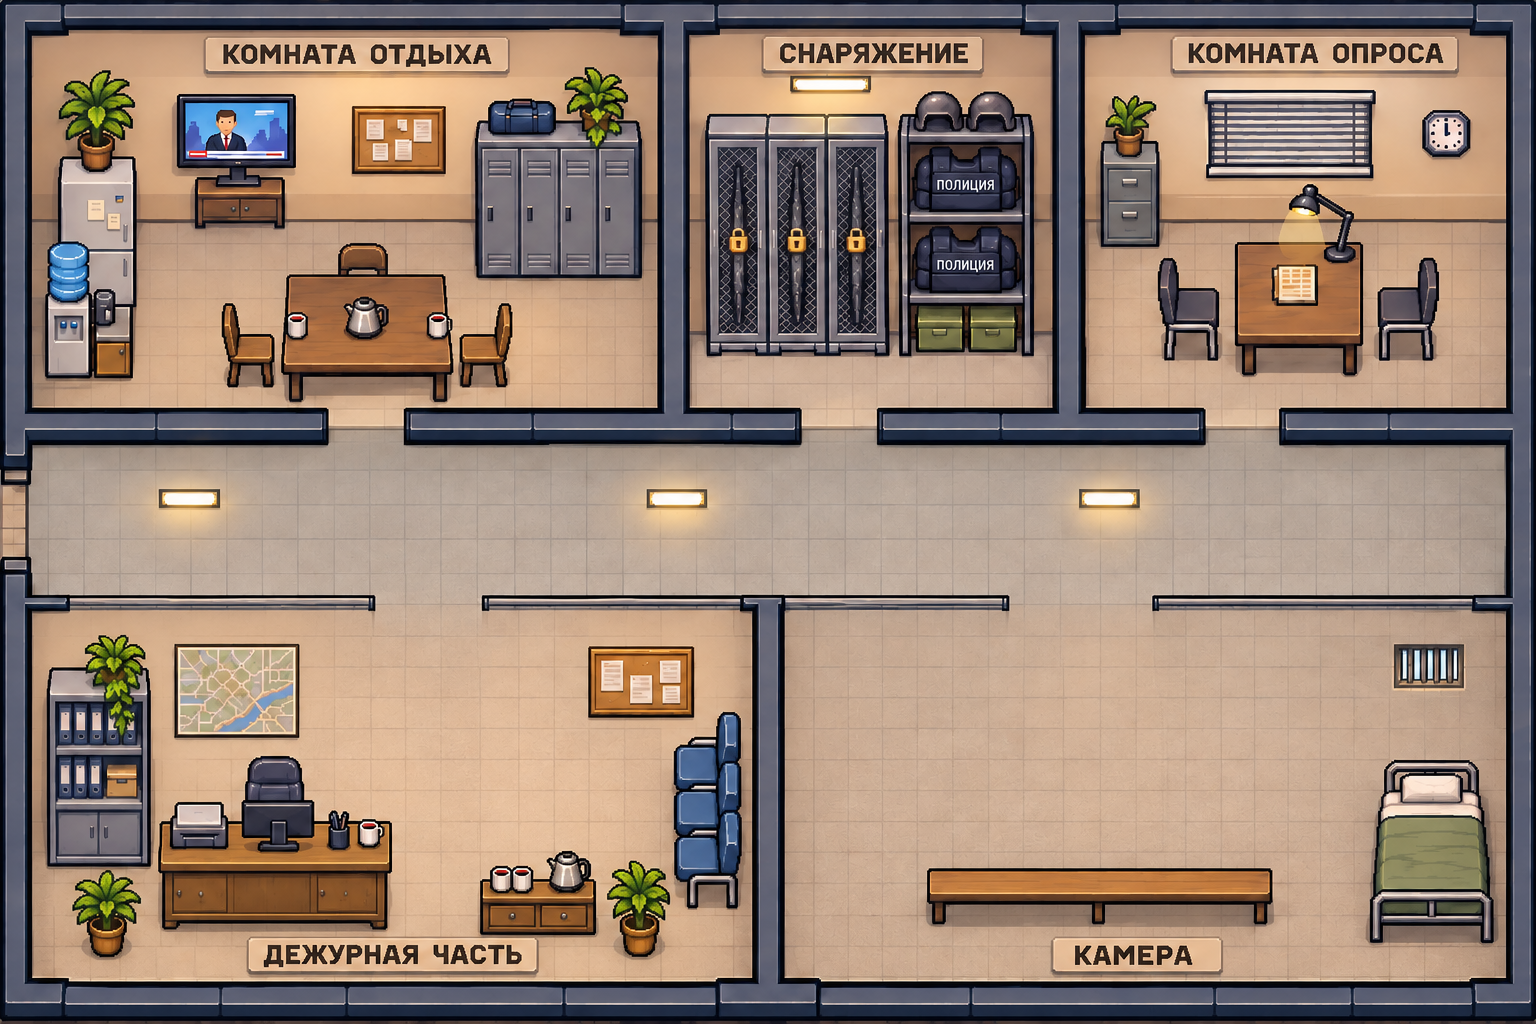 КОМНАТА ОТДЫХА
СНАРЯЖЕНИЕ
КОМНАТА ОПРОСА
ПОЛИЦИЯ
ПОЛИЦИЯ
ДЕЖУРНАЯ ЧАСТЬ
КАМЕРА